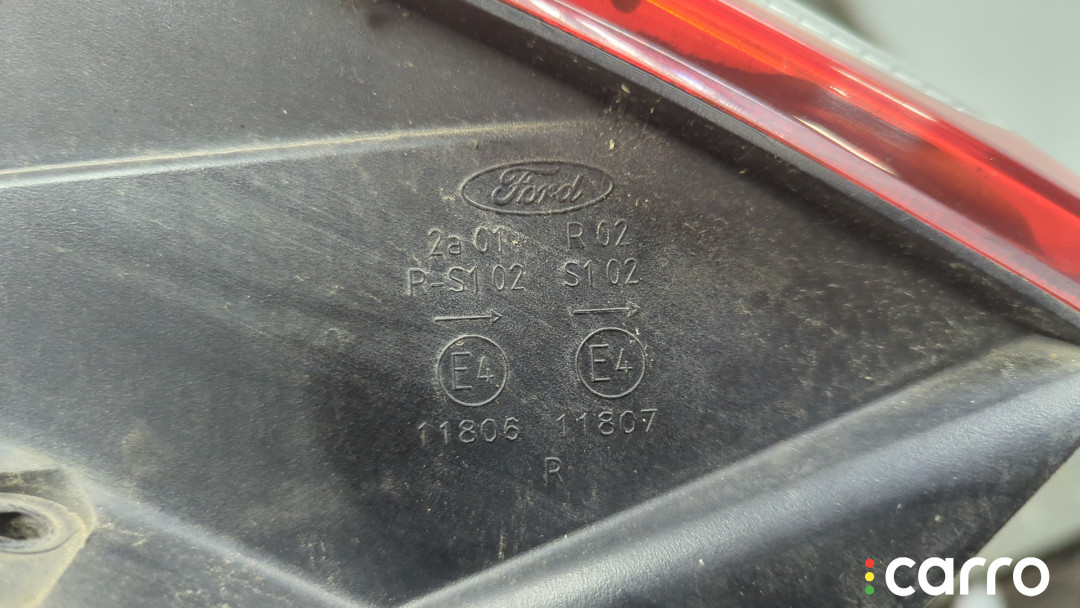 Ford
2a 01 R 02
R-S1 02 S1 02
E4 E4
11806 11807
R
carro